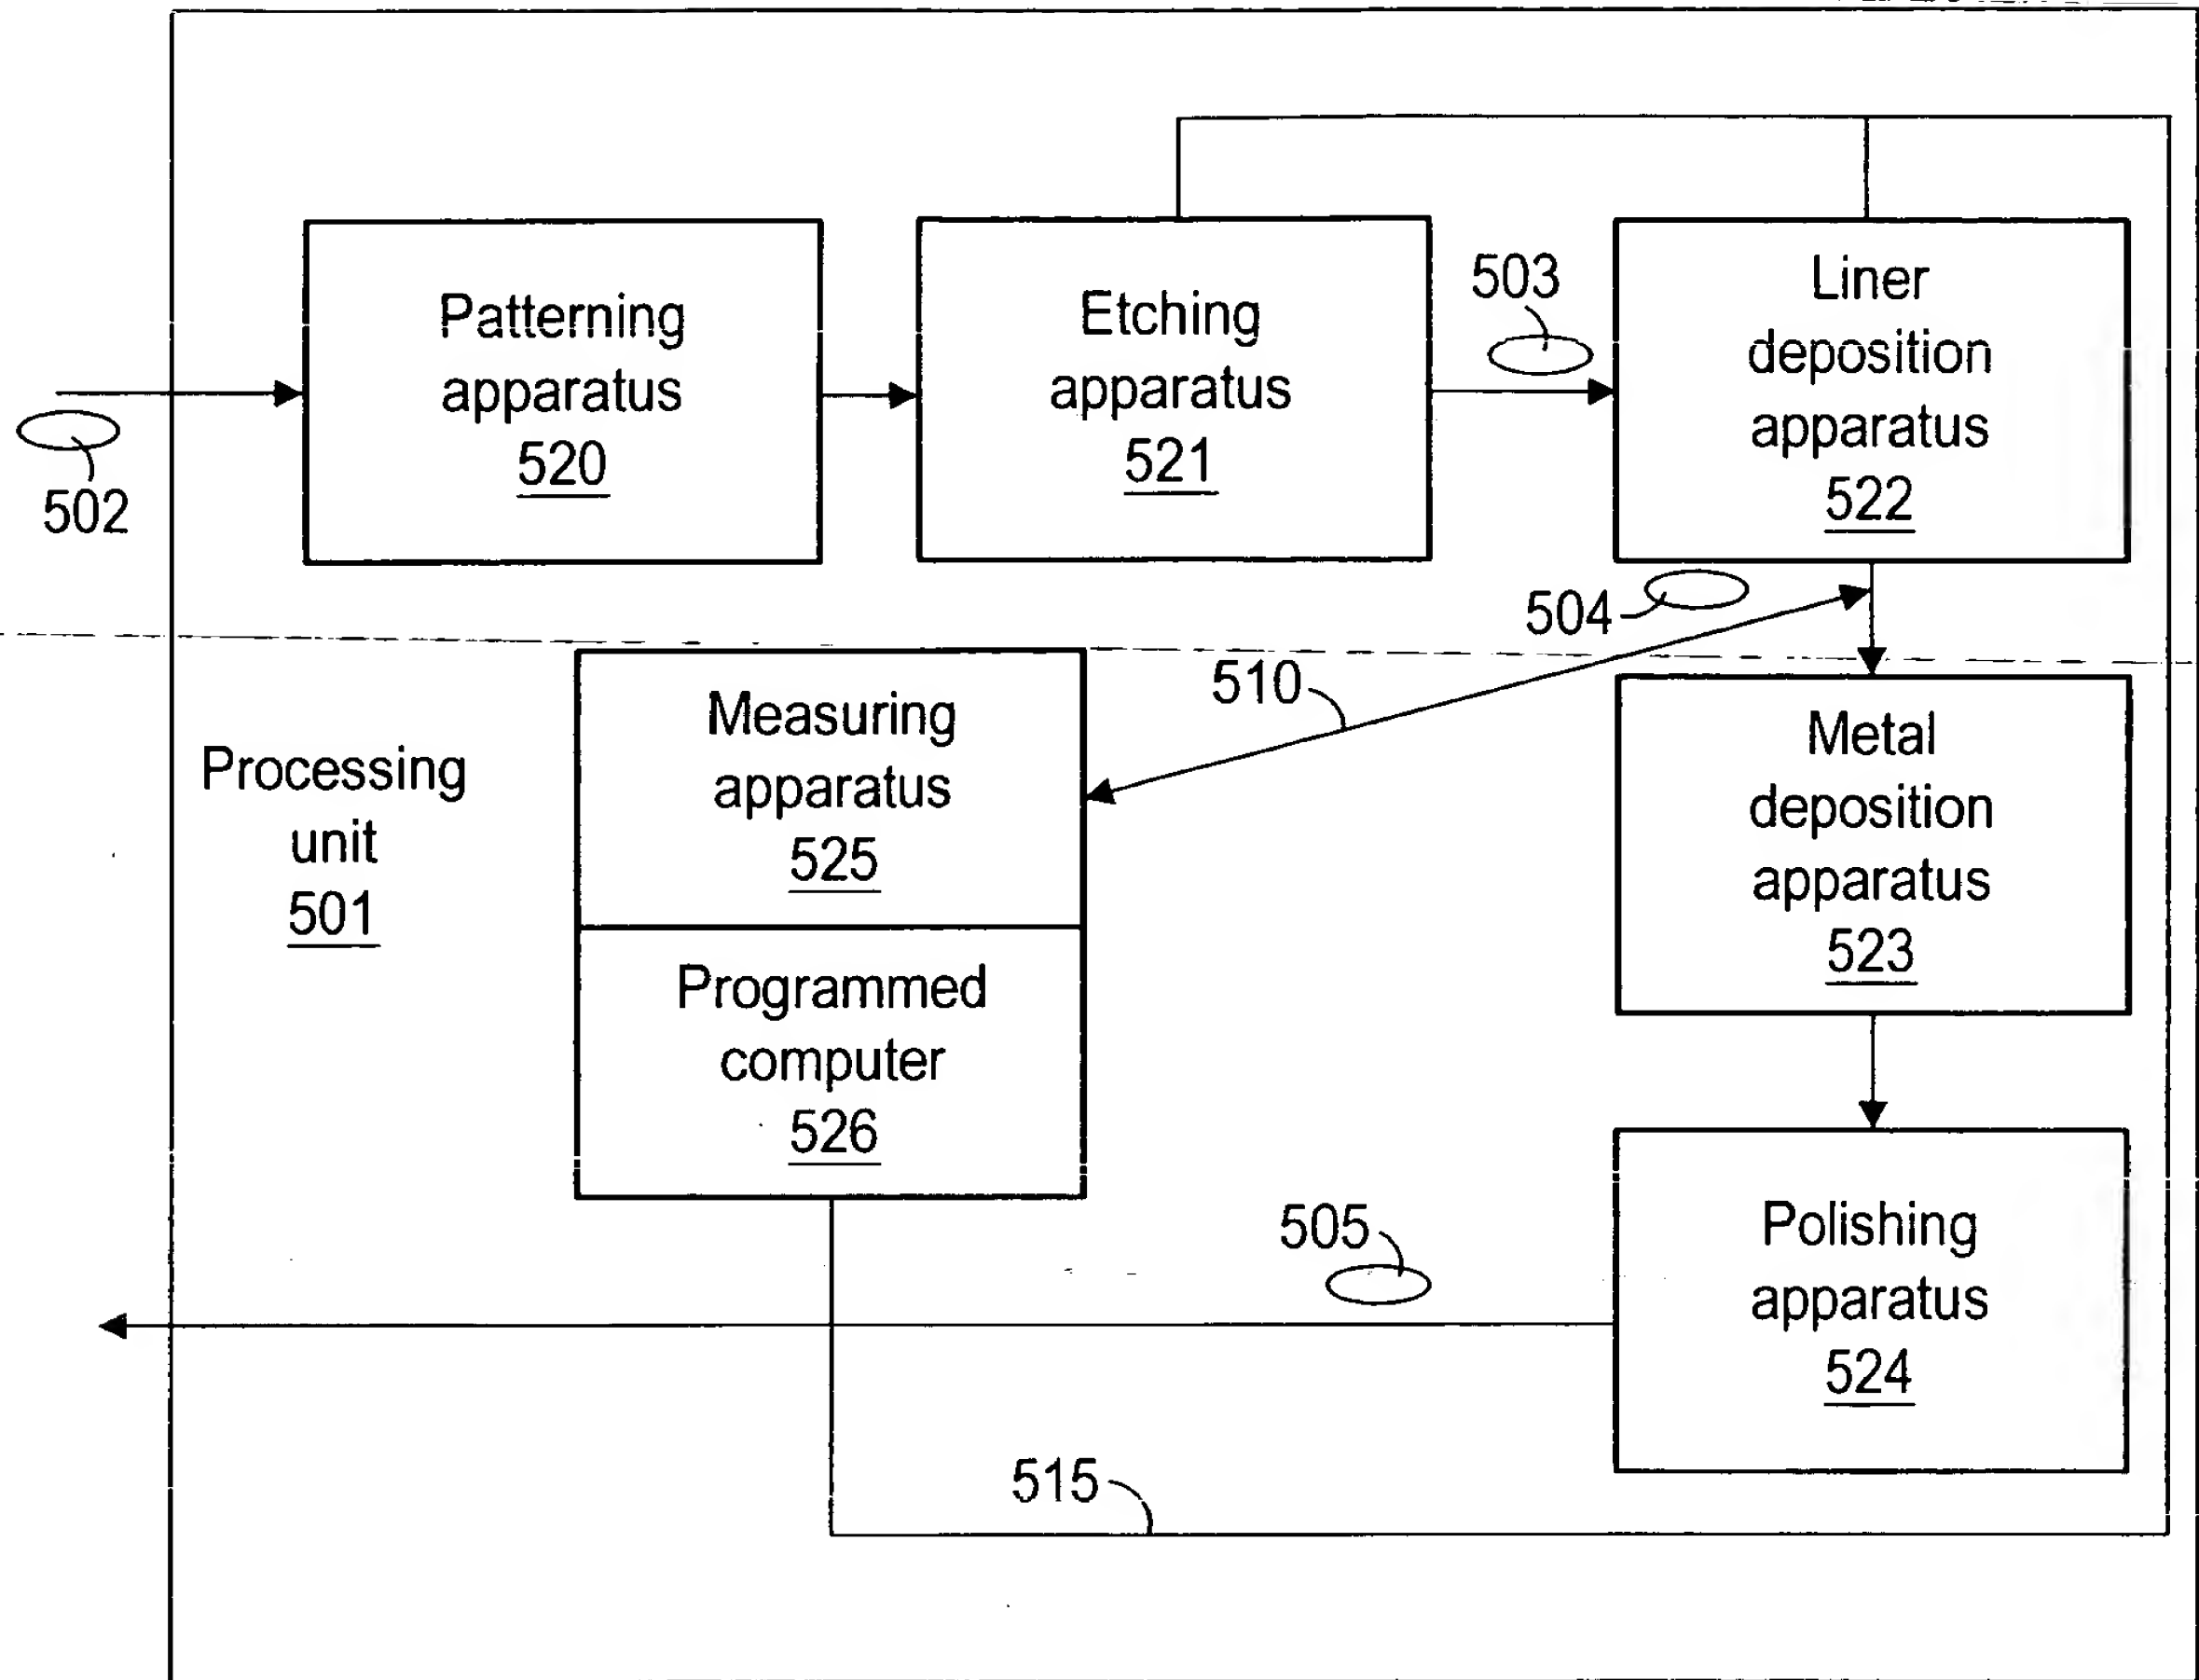 Patterning
apparatus
520
Etching
apparatus
521
503
Liner
deposition
apparatus
522
502
504
510
Processing
unit
501
Measuring
apparatus
525
Programmed
computer
526
Metal
deposition
apparatus
523
505
Polishing
apparatus
524
515